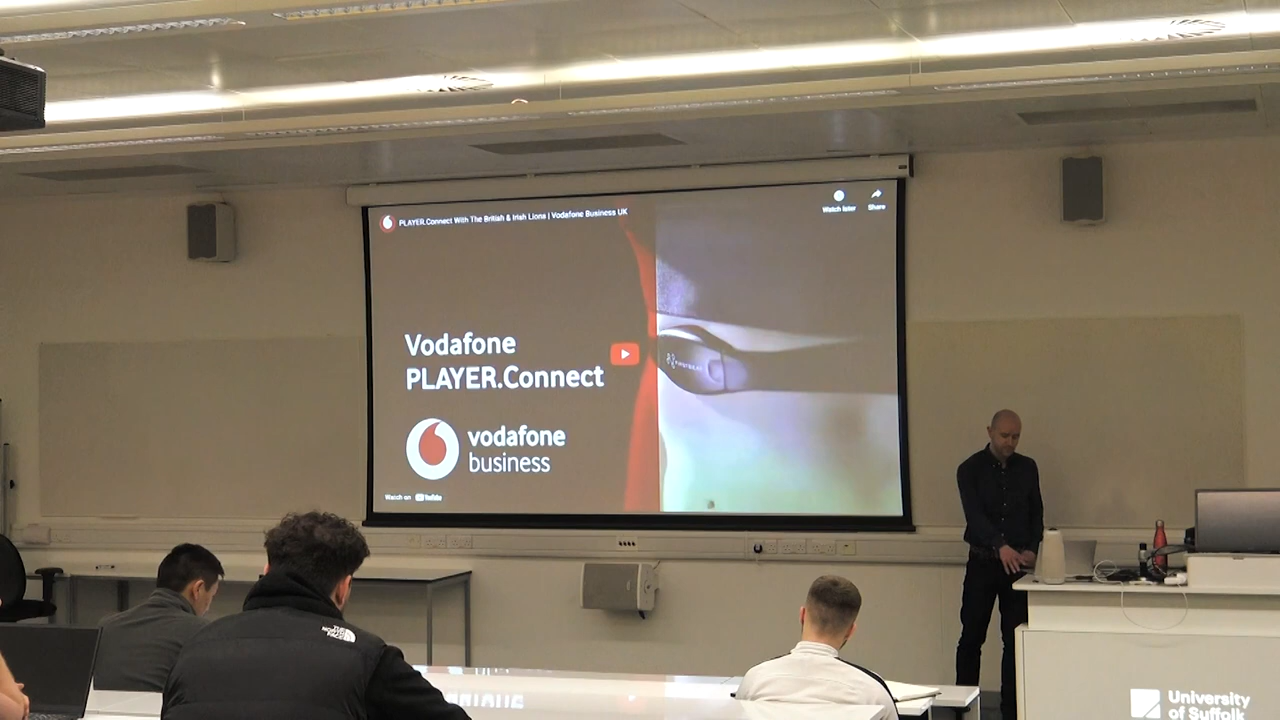 PLAYER.Connect With The British & Irish Lions | Vodafone Business UK
Watch later
Share
Vodafone
PLAYER.Connect
vodafone
business
Watch on
YouTube
THE
NORTH
FACE
University
of Suffolk